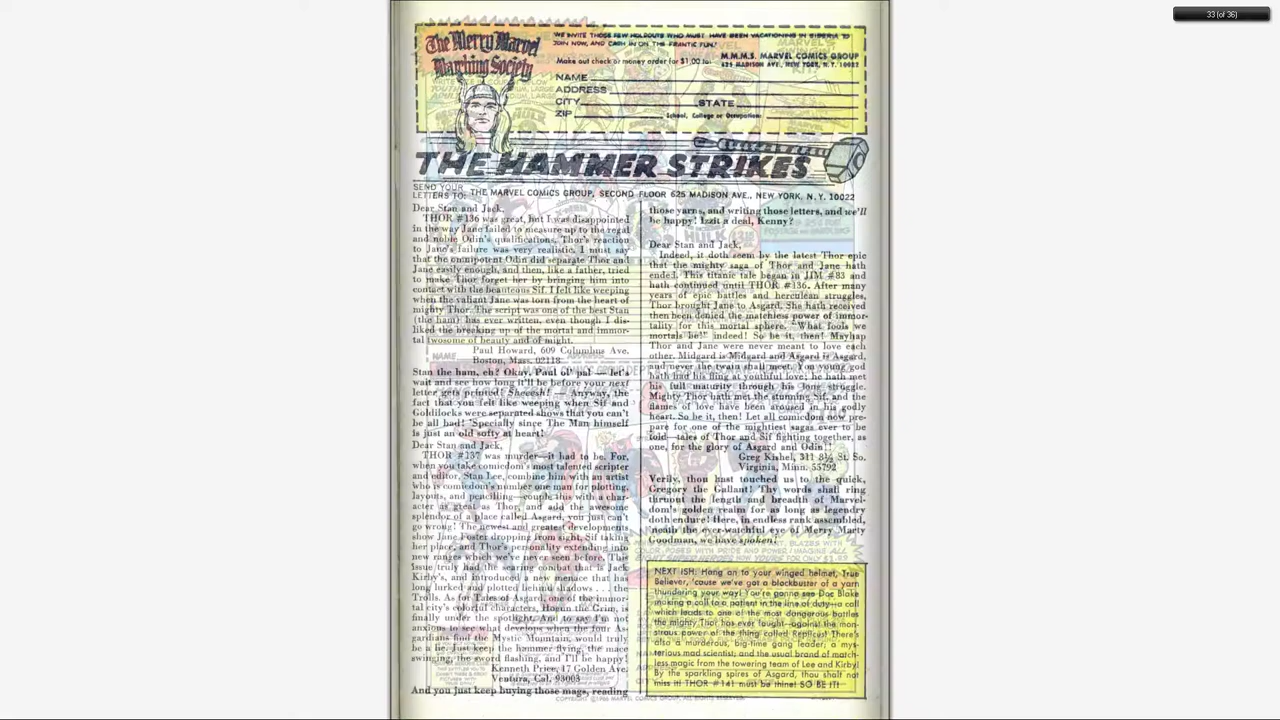 33 (of 36)
The Merry Marvel
Marching Society
WE INVITE THOSE FEW HOLDOUTS WHO MUST HAVE BEEN VACATIONING IN SIBERIA TO
JOIN NOW, AND CASH IN ON THE FRANTIC FUN!
Make out check or money order for $1.00 to:
M.M.M.S. MARVEL COMICS GROUP
625 MADISON AVE., NEW YORK, N.Y. 10022
NAME
ADDRESS
CITY STATE
ZIP School, College or Occupation:
THE HAMMER STRIKES
SEND YOUR
LETTERS TO: THE MARVEL COMICS GROUP, SECOND FLOOR 625 MADISON AVE., NEW YORK, N.Y. 10022
Dear Stan and Jack,
THOR #136 was great, but I was disappointed
in the way Jane failed to measure up to the regal
and noble Odin's qualifications. Thor's reaction
to Jane's failure was very realistic. I must say
that the omnipotent Odin did separate Thor and
Jane easily enough, and then, like a father, tried
to make Thor forget her by bringing him into
contact with the beauteous Sif. I felt like weeping
when the valiant Jane was torn from the heart of
mighty Thor. The script was one of the best Stan
(the ham) has ever written, even though I dis-
liked the breaking up of the mortal and immor-
tal twosome of beauty and of might.
Paul Howard, 609 Columbus Ave.
Boston, Mass. 02118
Stan the ham, eh? Okay, Paul ol' pal — let's
wait and see how long it'll be before your next
letter gets printed! Sheeesh! — Anyway, the
fact that you felt like weeping when Sif and
Goldilocks were separated shows that you can't
be all bad! 'Specially since The Man himself
is just an old softy at heart!
Dear Stan and Jack,
THOR #137 was murder—it had to be. For,
when you take comicdom's most talented scripter
and editor, Stan Lee, combine him with an artist
who is comicdom's number one man for plotting,
layouts, and pencilling—couple this with a char-
acter as great as Thor, and add the awesome
splendor of a place called Asgard, you just can't
go wrong! The newest and greatest developments
show Jane Foster dropping from sight, Sif taking
her place, and Thor's personality extending into
new ranges which we've never seen before. This
issue truly had the searing combat that is Jack
Kirby's, and introduced a new menace that has
long lurked and plotted behind shadows . . . the
Trolls. As for Tales of Asgard, one of the immor-
tal city's colorful characters, Hogun the Grim, is
finally under the spotlight. And to say I'm not
anxious to see what develops when the four As-
gardians find the Mystic Mountain, would truly
be a lie. Just keep the hammer flying, the mace
swinging, the sword flashing, and I'll be happy!
Kenneth Price, 17 Golden Ave.
Ventura, Cal. 93003
And you just keep buying those mags, reading
those yarns, and writing those letters, and we'll
be happy! Izzit a deal, Kenny?
Dear Stan and Jack,
Indeed, it doth seem by the latest Thor epic
that the mighty saga of Thor and Jane hath
ended. This titanic tale began in JIM #83 and
hath continued until THOR #136. After many
years of epic battles and herculean struggles,
Thor brought Jane to Asgard. She hath received
then been denied the matchless power of immor-
tality for this mortal sphere. "What fools we
mortals be!" indeed! So be it, then! Mayhap
Thor and Jane were never meant to love each
other. Midgard is Midgard and Asgard is Asgard,
and never the twain shall meet. You young god
hath had his fling at youthful love; he hath met
his full maturity through his long struggle.
Mighty Thor hath met the stunning Sif, and the
flames of love have been aroused in his godly
heart. So be it, then! Let all comicdom now pre-
pare for one of the mightiest sagas ever to be
told—tales of Thor and Sif fighting together, as
one, for the glory of Asgard and Odin!!
Greg Kishel, 311 8½ St. So.
Virginia, Minn. 55792
Verily, thou hast touched us to the quick,
Gregory the Gallant! Thy words shall ring
thruout the length and breadth of Marvel-
dom's golden realm for as long as legendry
doth endure! Here, in endless rank assembled,
'neath the ever-watchful eye of Merry Marty
Goodman, we have spoken!
NEXT ISH: Hang on to your winged helmet, True
Believer, 'cause we've got a blockbuster of a yarn
thundering your way! You're gonna see Doc Blake
making a call to a patient in the line of duty—a call
which leads to one of the most dangerous battles
the mighty Thor has ever fought—against the mon-
strous power of the thing called Replicus! There's
also a murderous, big-time gang leader; a mys-
terious mad scientist; and the usual brand of match-
less magic from the towering team of Lee and Kirby!
By the sparkling spires of Asgard, thou shalt not
miss it! THOR #141 must be thine! SO BE IT!